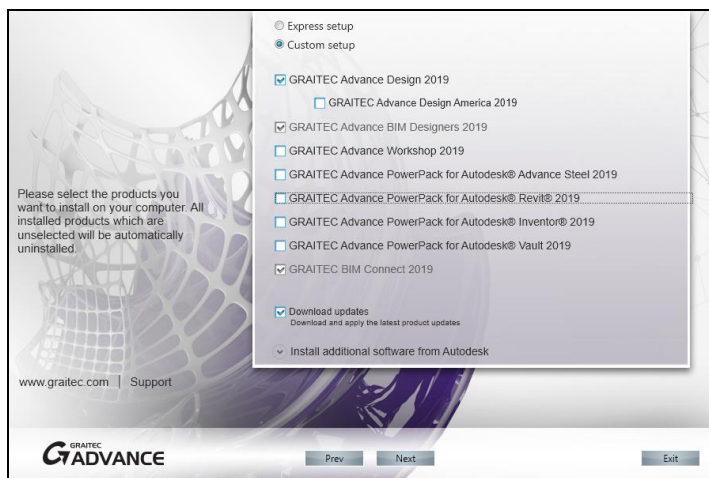 Express setup
Custom setup
GRAITEC Advance Design 2019
GRAITEC Advance Design America 2019
GRAITEC Advance BIM Designers 2019
GRAITEC Advance Workshop 2019
GRAITEC Advance PowerPack for Autodesk® Advance Steel 2019
GRAITEC Advance PowerPack for Autodesk® Revit® 2019
GRAITEC Advance PowerPack for Autodesk® Inventor® 2019
GRAITEC Advance PowerPack for Autodesk® Vault 2019
GRAITEC BIM Connect 2019
Download updates
Download and apply the latest product updates
Install additional software from Autodesk
Please select the products you
want to install on your computer. All
installed products which are
unselected will be automatically
uninstalled.
www.graitec.com | Support
GRAITEC
ADVANCE
Prev
Next
Exit